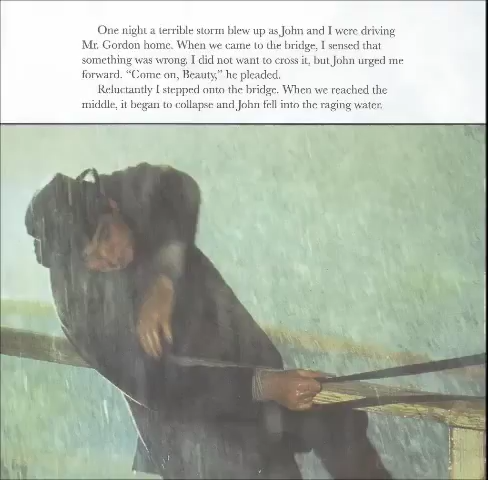 One night a terrible storm blew up as John and I were driving
Mr. Gordon home. When we came to the bridge, I sensed that
something was wrong. I did not want to cross it, but John urged me
forward. “Come on, Beauty,” he pleaded.
Reluctantly I stepped onto the bridge. When we reached the
middle, it began to collapse and John fell into the raging water.